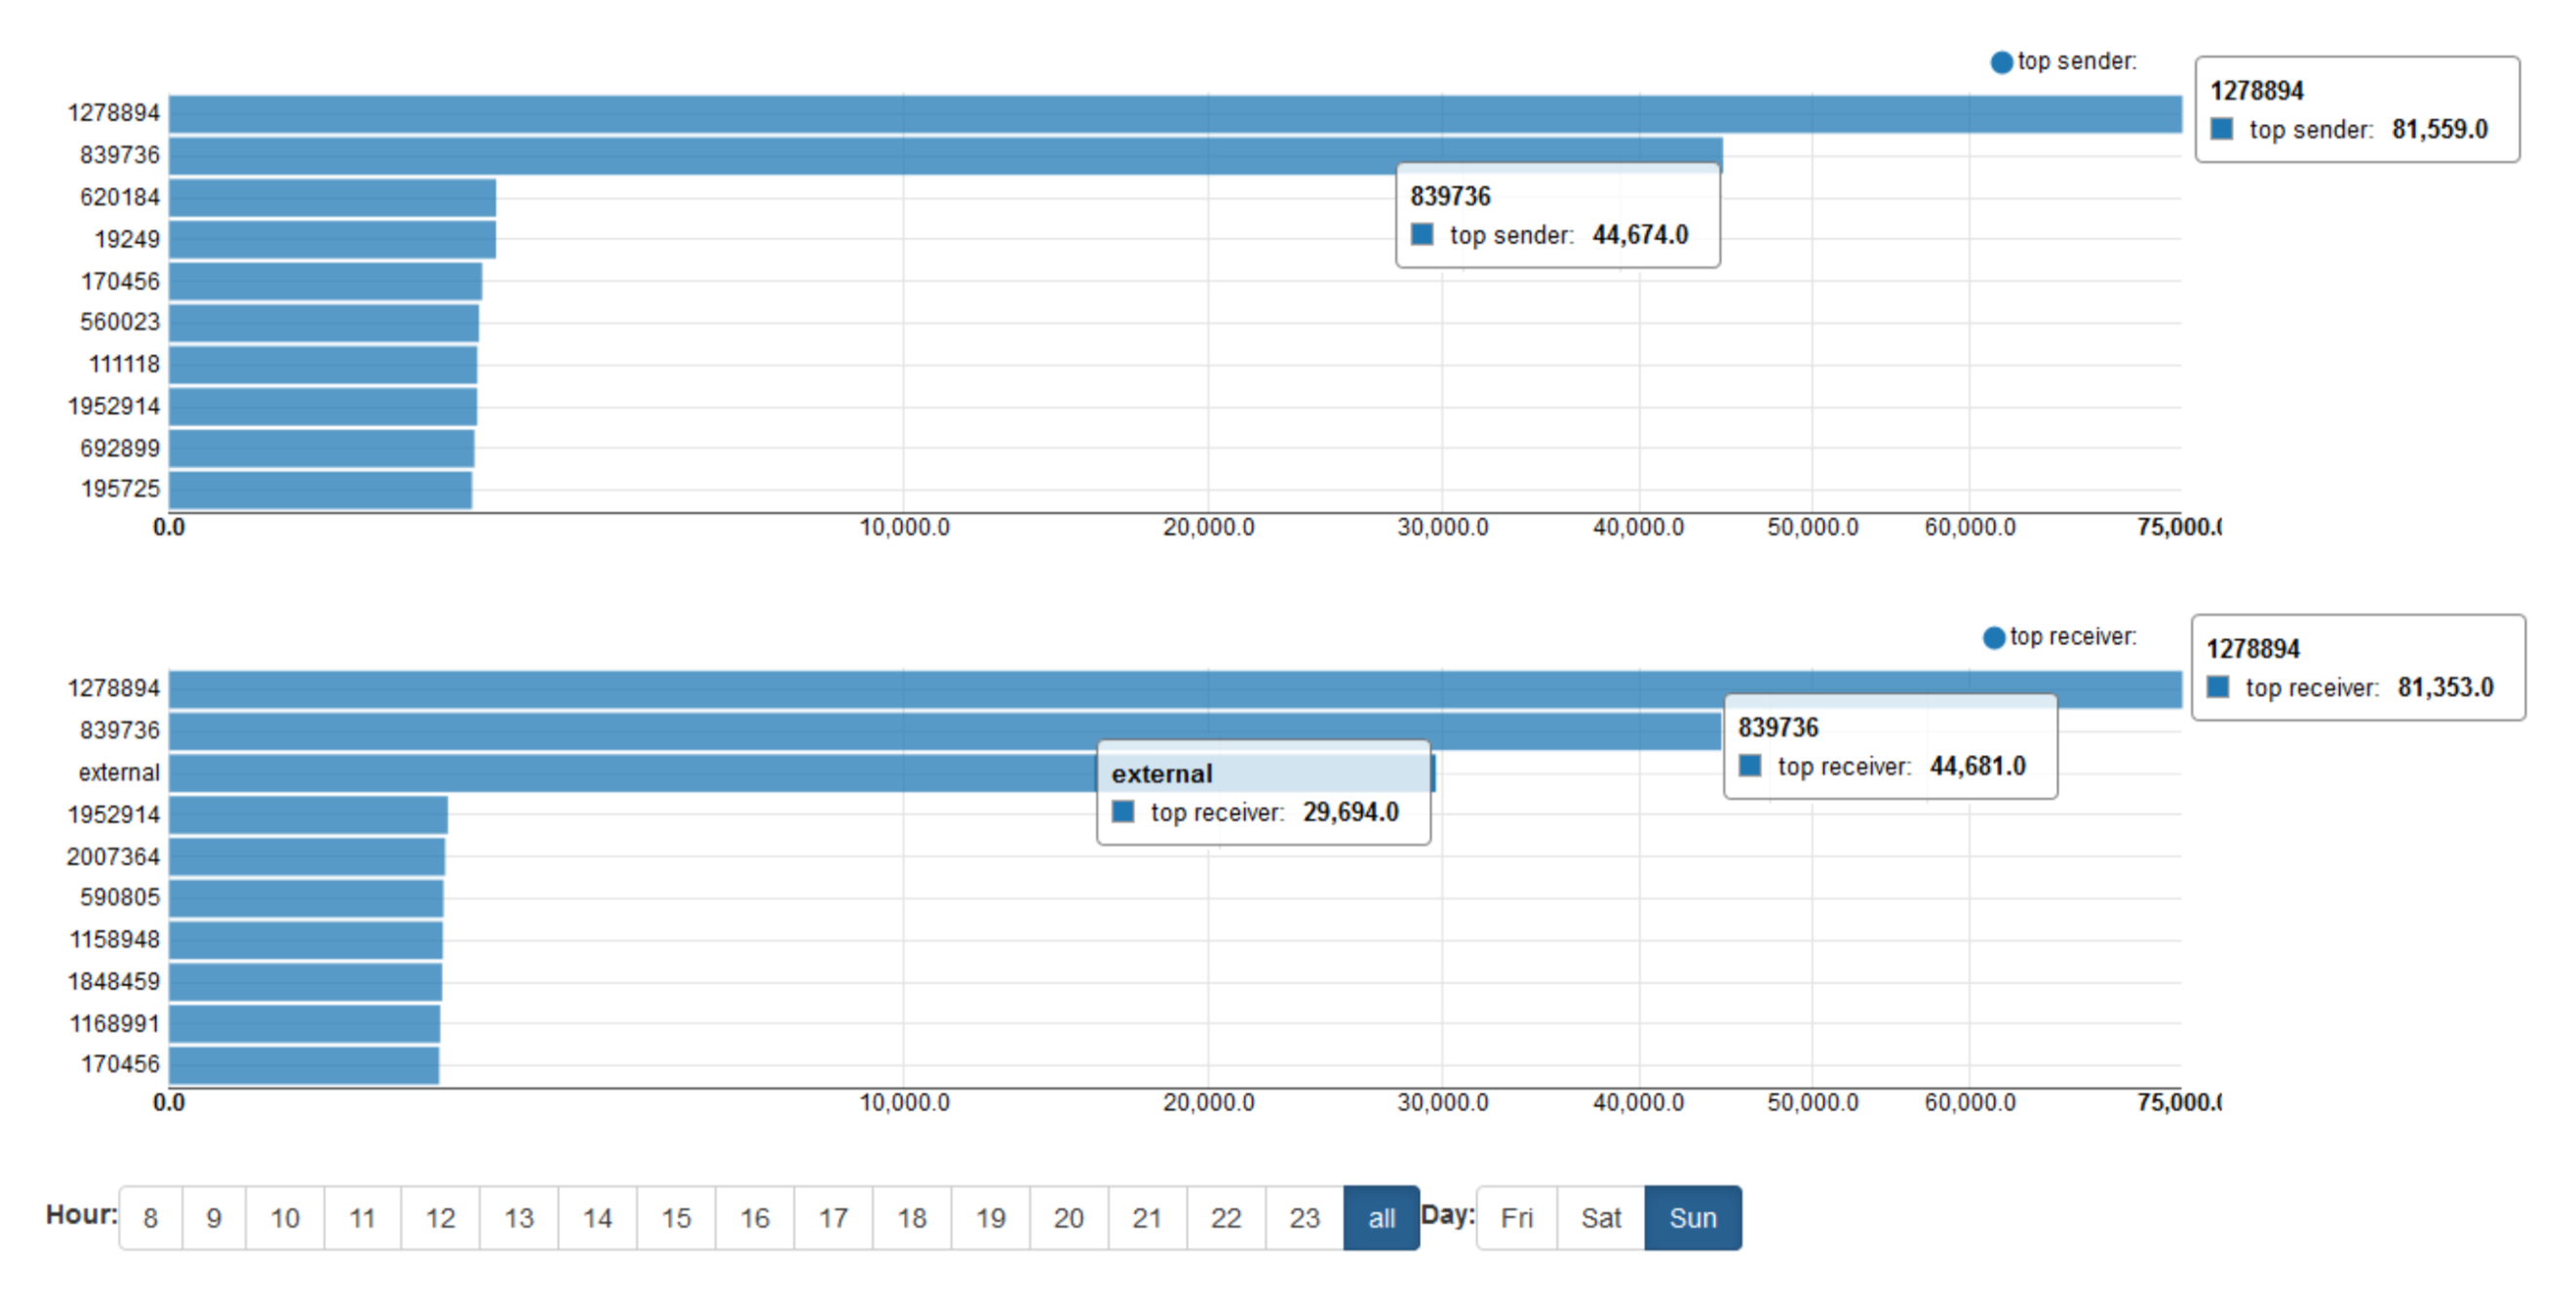 top sender:
1278894
top sender: 81,559.0
1278894
839736
839736
top sender: 44,674.0
620184
19249
170456
560023
111118
1952914
692899
195725
0.0 10,000.0 20,000.0 30,000.0 40,000.0 50,000.0 60,000.0 75,000.0
top receiver:
1278894
top receiver: 81,353.0
1278894
839736
839736
top receiver: 44,681.0
external
external
top receiver: 29,694.0
1952914
2007364
590805
1158948
1848459
1168991
170456
0.0 10,000.0 20,000.0 30,000.0 40,000.0 50,000.0 60,000.0 75,000.0
Hour: 8 9 10 11 12 13 14 15 16 17 18 19 20 21 22 23 all Day: Fri Sat Sun